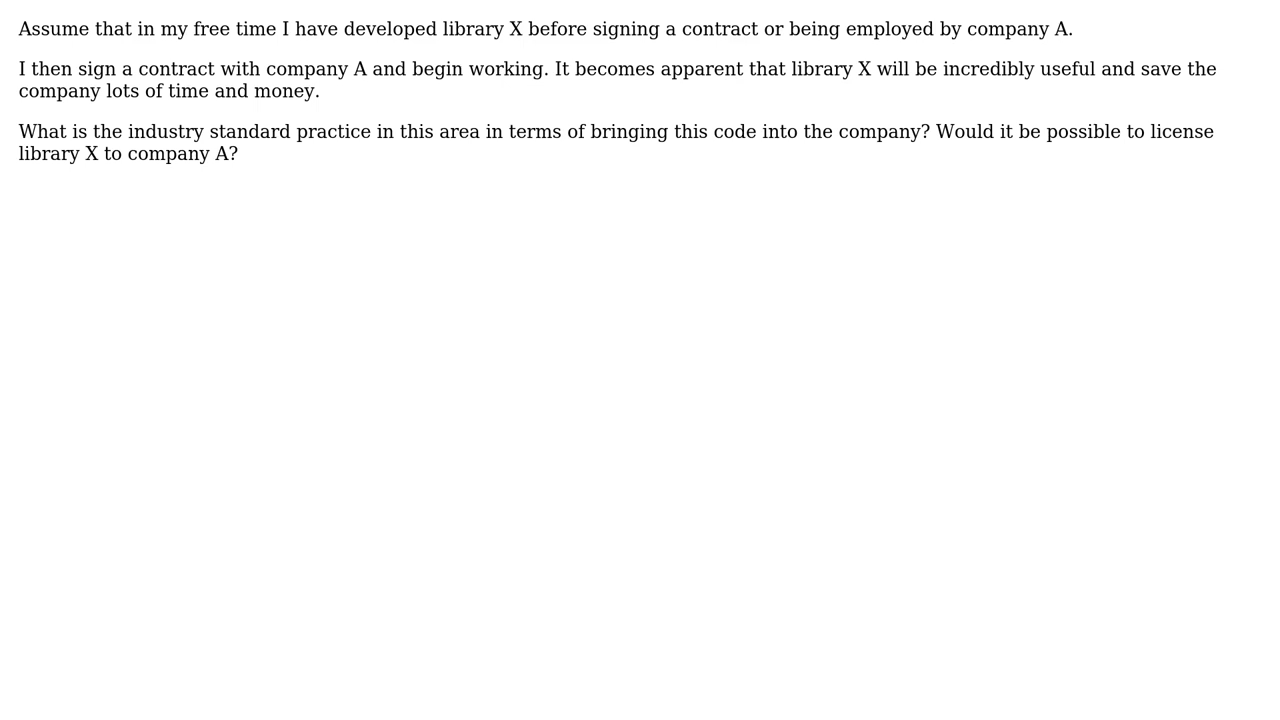 Assume that in my free time I have developed library X before signing a contract or being employed by company A.
I then sign a contract with company A and begin working. It becomes apparent that library X will be incredibly useful and save the
company lots of time and money.
What is the industry standard practice in this area in terms of bringing this code into the company? Would it be possible to license
library X to company A?